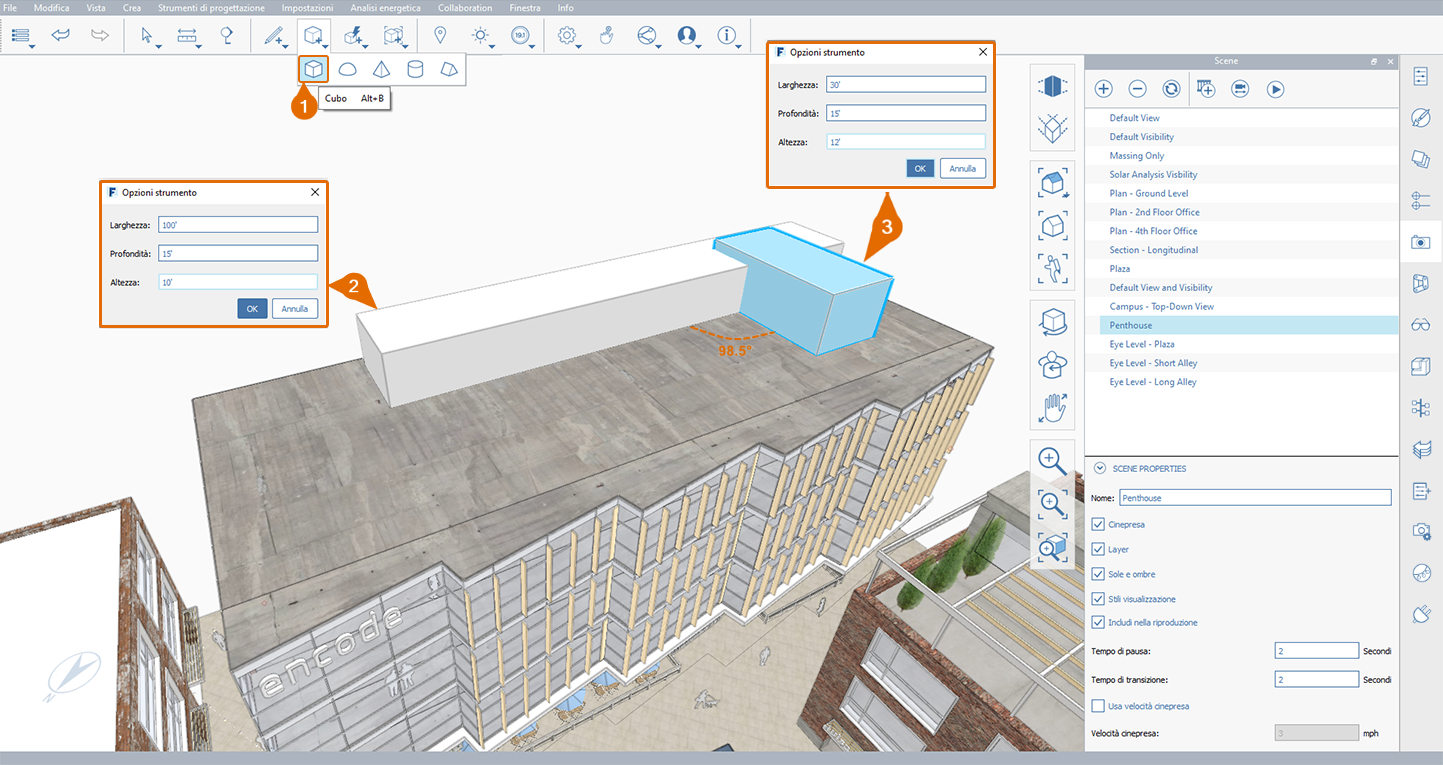 File Modifica Vista Crea Strumenti di progettazione Impostazioni Analisi energetica Collaboration Finestra Info
191
1
Cubo Alt+B
Opzioni strumento
Larghezza: 100'
Profondità: 15'
Altezza: 10'
OK Annulla
2
Opzioni strumento
Larghezza: 30'
Profondità: 15'
Altezza: 12'
OK Annulla
3
98.5°
encode
N
Scene
Default View
Default Visibility
Massing Only
Solar Analysis Visbility
Plan - Ground Level
Plan - 2nd Floor Office
Plan - 4th Floor Office
Section - Longitudinal
Plaza
Default View and Visibility
Campus - Top-Down View
Penthouse
Eye Level - Plaza
Eye Level - Short Alley
Eye Level - Long Alley
SCENE PROPERTIES
Nome: Penthouse
Cinepresa
Layer
Sole e ombre
Stili visualizzazione
Includi nella riproduzione
Tempo di pausa: 2 Secondi
Tempo di transizione: 2 Secondi
Usa velocità cinepresa
Velocità cinepresa: 3 mph